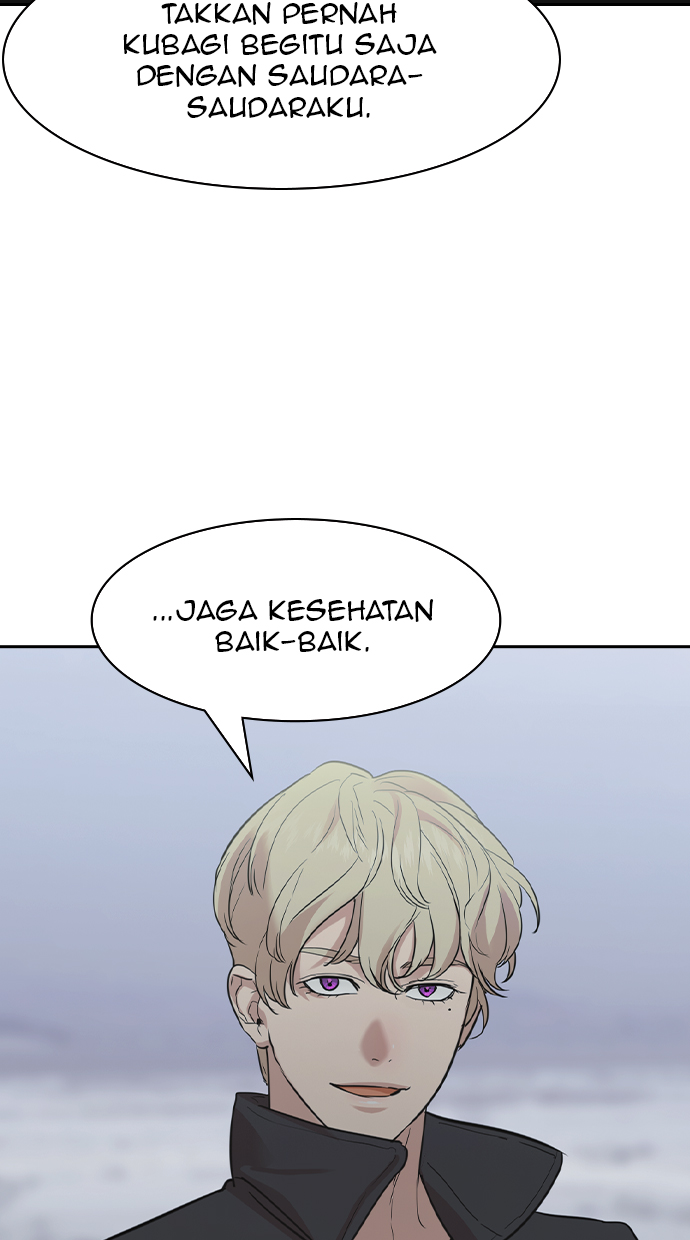 TAKKAN PERNAH
KUBAGI BEGITU SAJA
DENGAN SAUDARA-
SAUDARAKU.
...JAGA KESEHATAN
BAIK-BAIK.